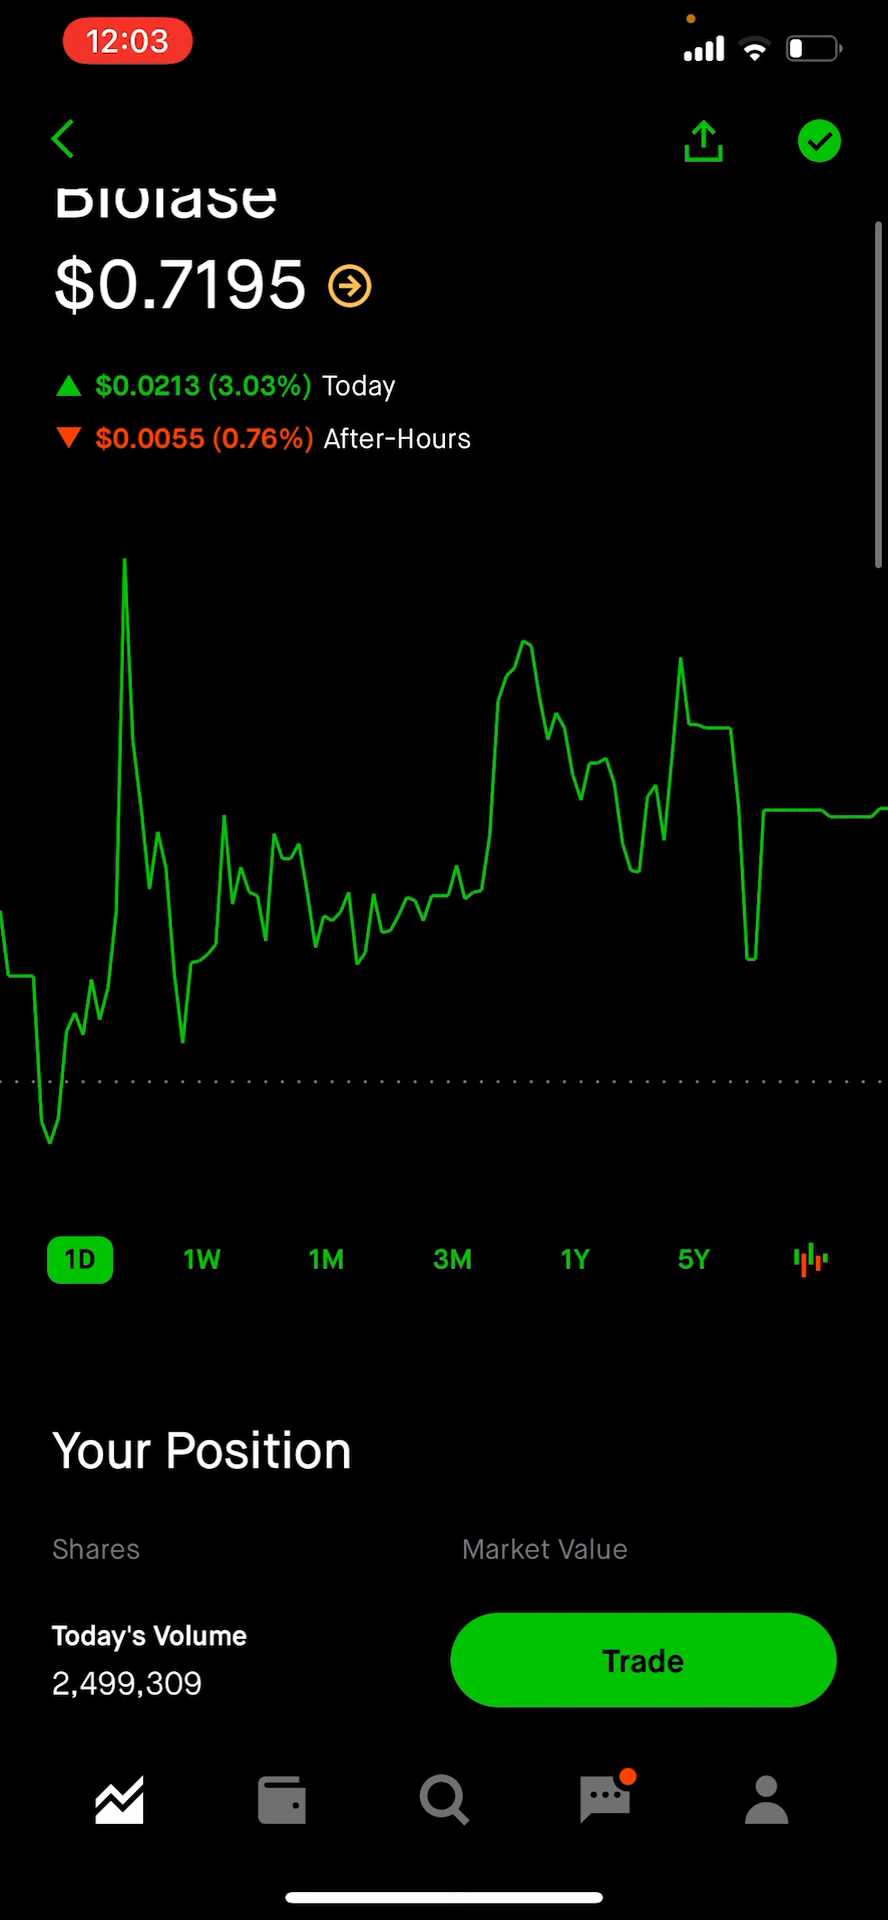 12:03
Biolase
$0.7195
$0.0213 (3.03%) Today
$0.0055 (0.76%) After-Hours
1D 1W 1M 3M 1Y 5Y
Your Position
Shares Market Value
Today's Volume
2,499,309
Trade